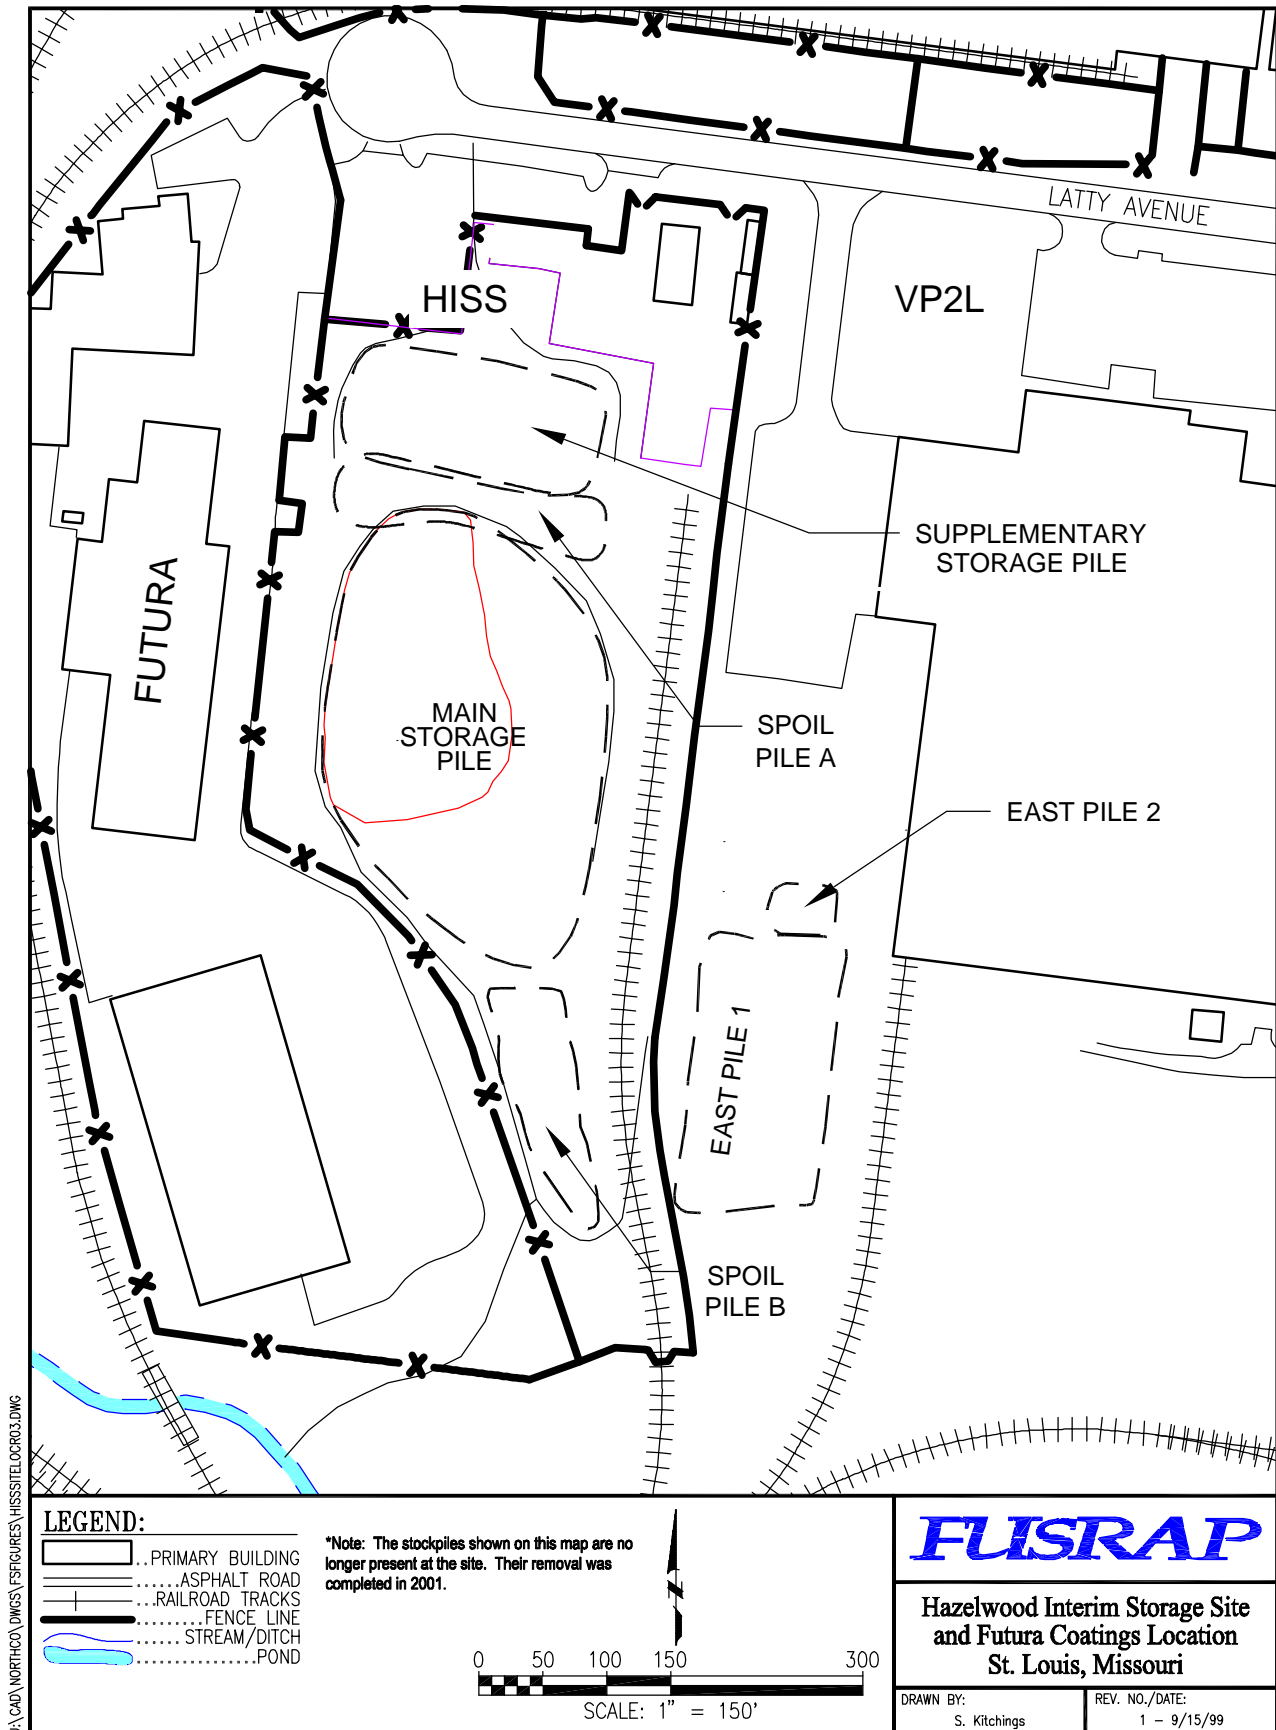 LATTY AVENUE
HISS
VP2L
SUPPLEMENTARY
STORAGE PILE
FUTURA
MAIN
STORAGE
PILE
SPOIL
PILE A
EAST PILE 2
EAST PILE 1
SPOIL
PILE B
J:\CAD\NORTHCO\DWGS\FSFIGURES\HISSSITELOCR03.DWG
LEGEND:
..PRIMARY BUILDING
......ASPHALT ROAD
..RAILROAD TRACKS
.........FENCE LINE
...... STREAM/DITCH
..............POND
*Note: The stockpiles shown on this map are no
longer present at the site. Their removal was
completed in 2001.
0 50 100 150 300
SCALE: 1" = 150'
FUSRAP
Hazelwood Interim Storage Site
and Futura Coatings Location
St. Louis, Missouri
DRAWN BY:
S. Kitchings
REV. NO./DATE:
1 - 9/15/99